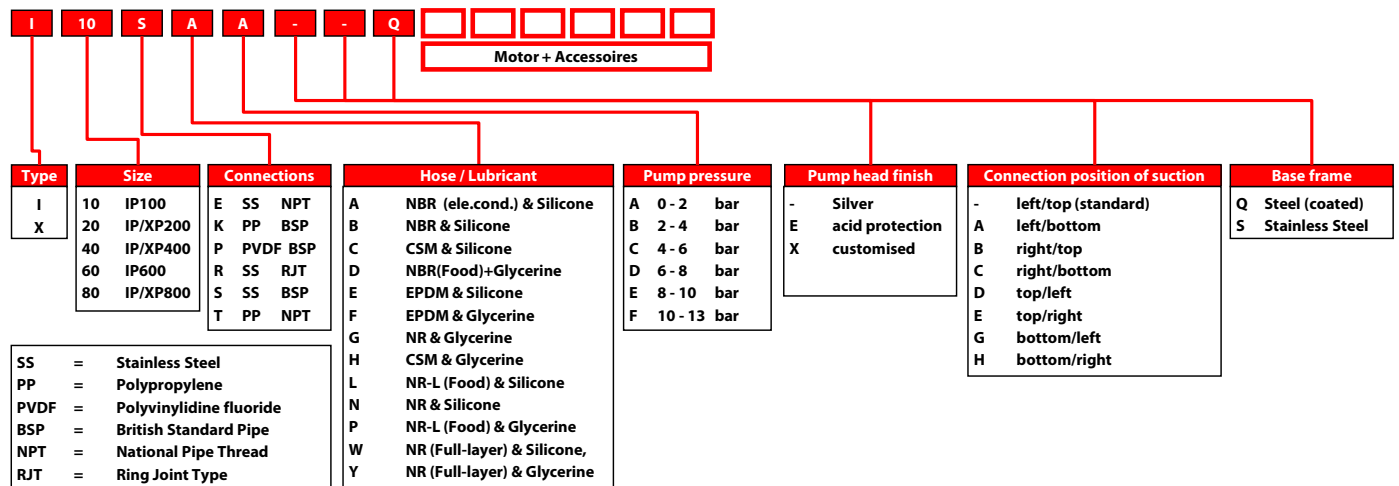 I 10 S A A - - Q
Motor + Accessoires
Type
I
X
Size
10 IP100
20 IP/XP200
40 IP/XP400
60 IP600
80 IP/XP800
Connections
E SS NPT
K PP BSP
P PVDF BSP
R SS RJT
S SS BSP
T PP NPT
Hose / Lubricant
A NBR (ele.cond.) & Silicone
B NBR & Silicone
C CSM & Silicone
D NBR(Food)+Glycerine
E EPDM & Silicone
F EPDM & Glycerine
G NR & Glycerine
H CSM & Glycerine
L NR-L (Food) & Silicone
N NR & Silicone
P NR-L (Food) & Glycerine
W NR (Full-layer) & Silicone,
Y NR (Full-layer) & Glycerine
Pump pressure
A 0 - 2 bar
B 2 - 4 bar
C 4 - 6 bar
D 6 - 8 bar
E 8 - 10 bar
F 10 - 13 bar
Pump head finish
- Silver
E acid protection
X customised
Connection position of suction
- left/top (standard)
A left/bottom
B right/top
C right/bottom
D top/left
E top/right
G bottom/left
H bottom/right
Base frame
Q Steel (coated)
S Stainless Steel
SS = Stainless Steel
PP = Polypropylene
PVDF = Polyvinylidine fluoride
BSP = British Standard Pipe
NPT = National Pipe Thread
RJT = Ring Joint Type